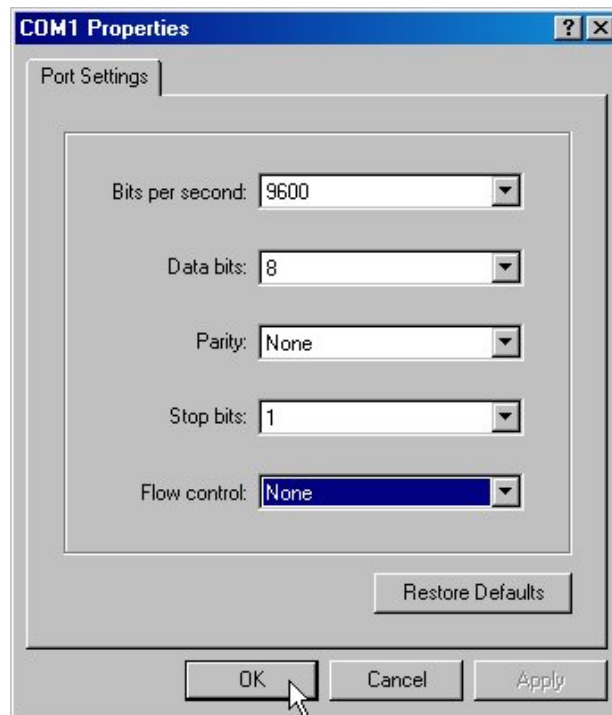 COM1 Properties
Port Settings
Bits per second: 9600
Data bits: 8
Parity: None
Stop bits: 1
Flow control: None
Restore Defaults
OK Cancel Apply